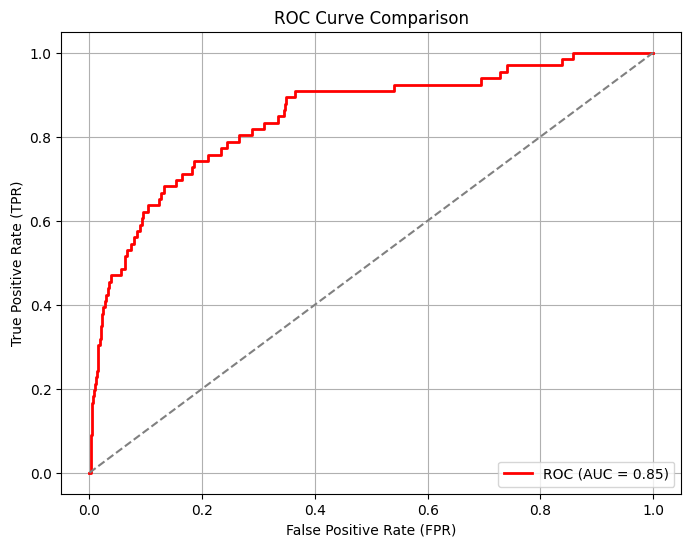 ROC Curve Comparison
True Positive Rate (TPR)
1.0
0.8
0.6
0.4
0.2
0.0
0.0 0.2 0.4 0.6 0.8 1.0
False Positive Rate (FPR)
ROC (AUC = 0.85)